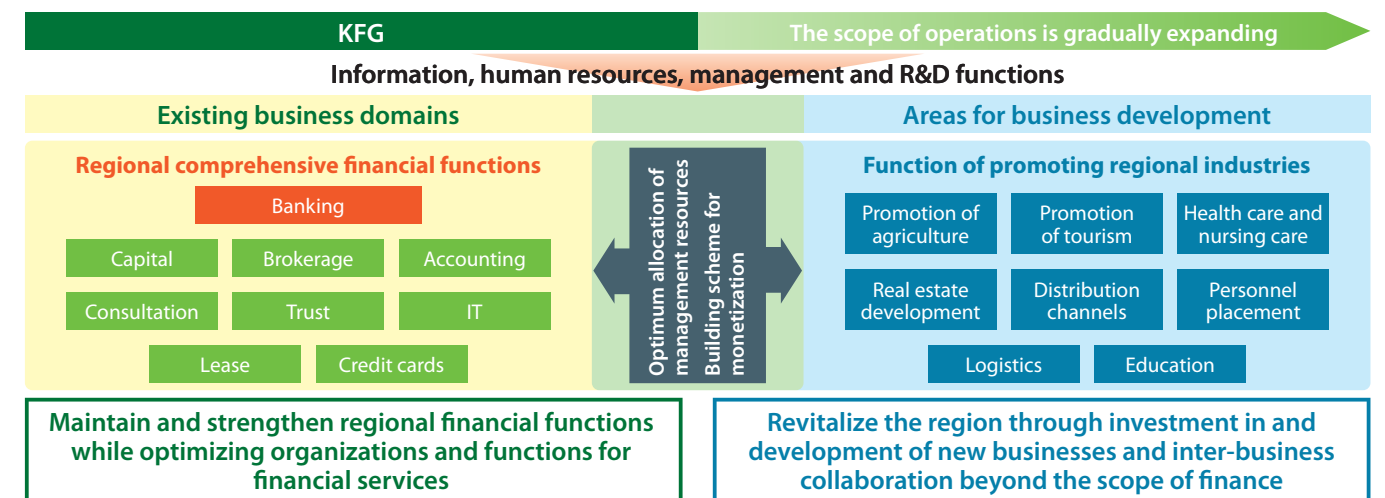 KFG
The scope of operations is gradually expanding
Information, human resources, management and R&D functions
Existing business domains
Areas for business development
Regional comprehensive financial functions
Banking
Capital
Brokerage
Accounting
Consultation
Trust
IT
Lease
Credit cards
Optimum allocation of
management resources
Building scheme for
monetization
Function of promoting regional industries
Promotion of
agriculture
Promotion
of tourism
Health care and
nursing care
Real estate
development
Distribution
channels
Personnel
placement
Logistics
Education
Maintain and strengthen regional financial functions
while optimizing organizations and functions for
financial services
Revitalize the region through investment in and
development of new businesses and inter-business
collaboration beyond the scope of finance